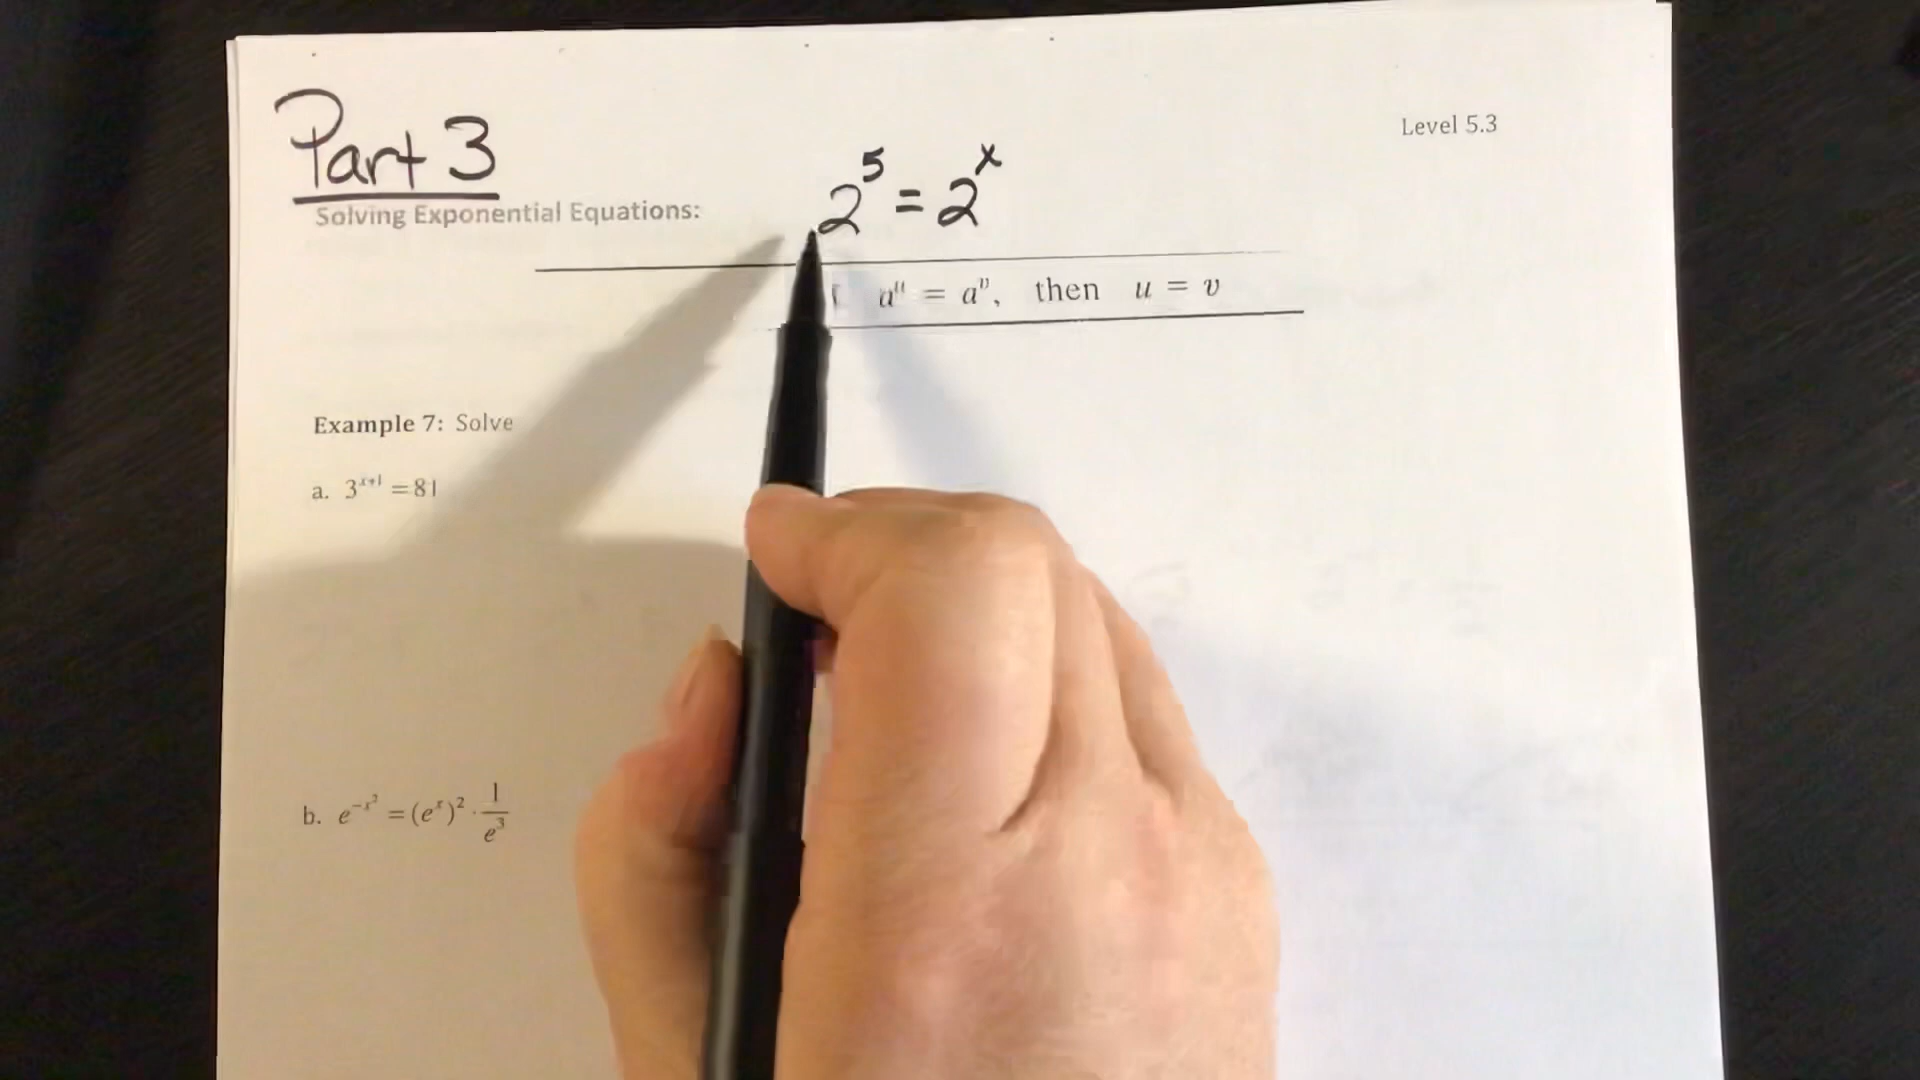 Part 3
Level 5.3
2^5 = 2^x
Solving Exponential Equations:
a^u = a^v, then u = v
Example 7: Solve
a. 3^{x+1} = 81
b. e^{-x^2} = (e^x)^2 · \frac{1}{e^3}